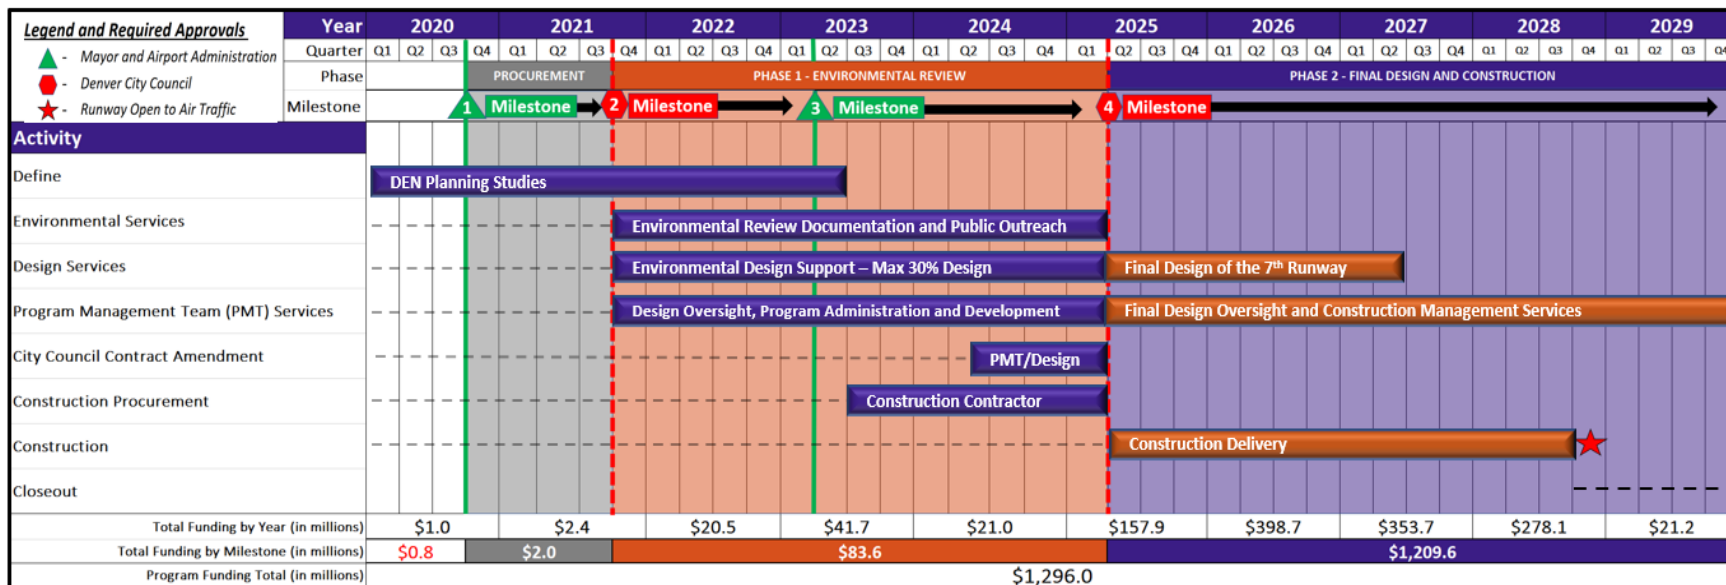 Legend and Required Approvals
- Mayor and Airport Administration
- Denver City Council
- Runway Open to Air Traffic
Year 2020 2021 2022 2023 2024 2025 2026 2027 2028 2029
Quarter Q1 Q2 Q3 Q4 Q1 Q2 Q3 Q4 Q1 Q2 Q3 Q4 Q1 Q2 Q3 Q4 Q1 Q2 Q3 Q4 Q1 Q2 Q3 Q4 Q1 Q2 Q3 Q4 Q1 Q2 Q3 Q4 Q1 Q2 Q3 Q4 Q1 Q2 Q3 Q4
Phase PROCUREMENT PHASE 1 - ENVIRONMENTAL REVIEW PHASE 2 - FINAL DESIGN AND CONSTRUCTION
Milestone 1 Milestone 2 Milestone 3 Milestone 4 Milestone
Activity
Define DEN Planning Studies
Environmental Services Environmental Review Documentation and Public Outreach
Design Services Environmental Design Support – Max 30% Design Final Design of the 7th Runway
Program Management Team (PMT) Services Design Oversight, Program Administration and Development Final Design Oversight and Construction Management Services
City Council Contract Amendment PMT/Design
Construction Procurement Construction Contractor
Construction Construction Delivery
Closeout
Total Funding by Year (in millions) $1.0 $2.4 $20.5 $41.7 $21.0 $157.9 $398.7 $353.7 $278.1 $21.2
Total Funding by Milestone (in millions) $0.8 $2.0 $83.6 $1,209.6
Program Funding Total (in millions) $1,296.0